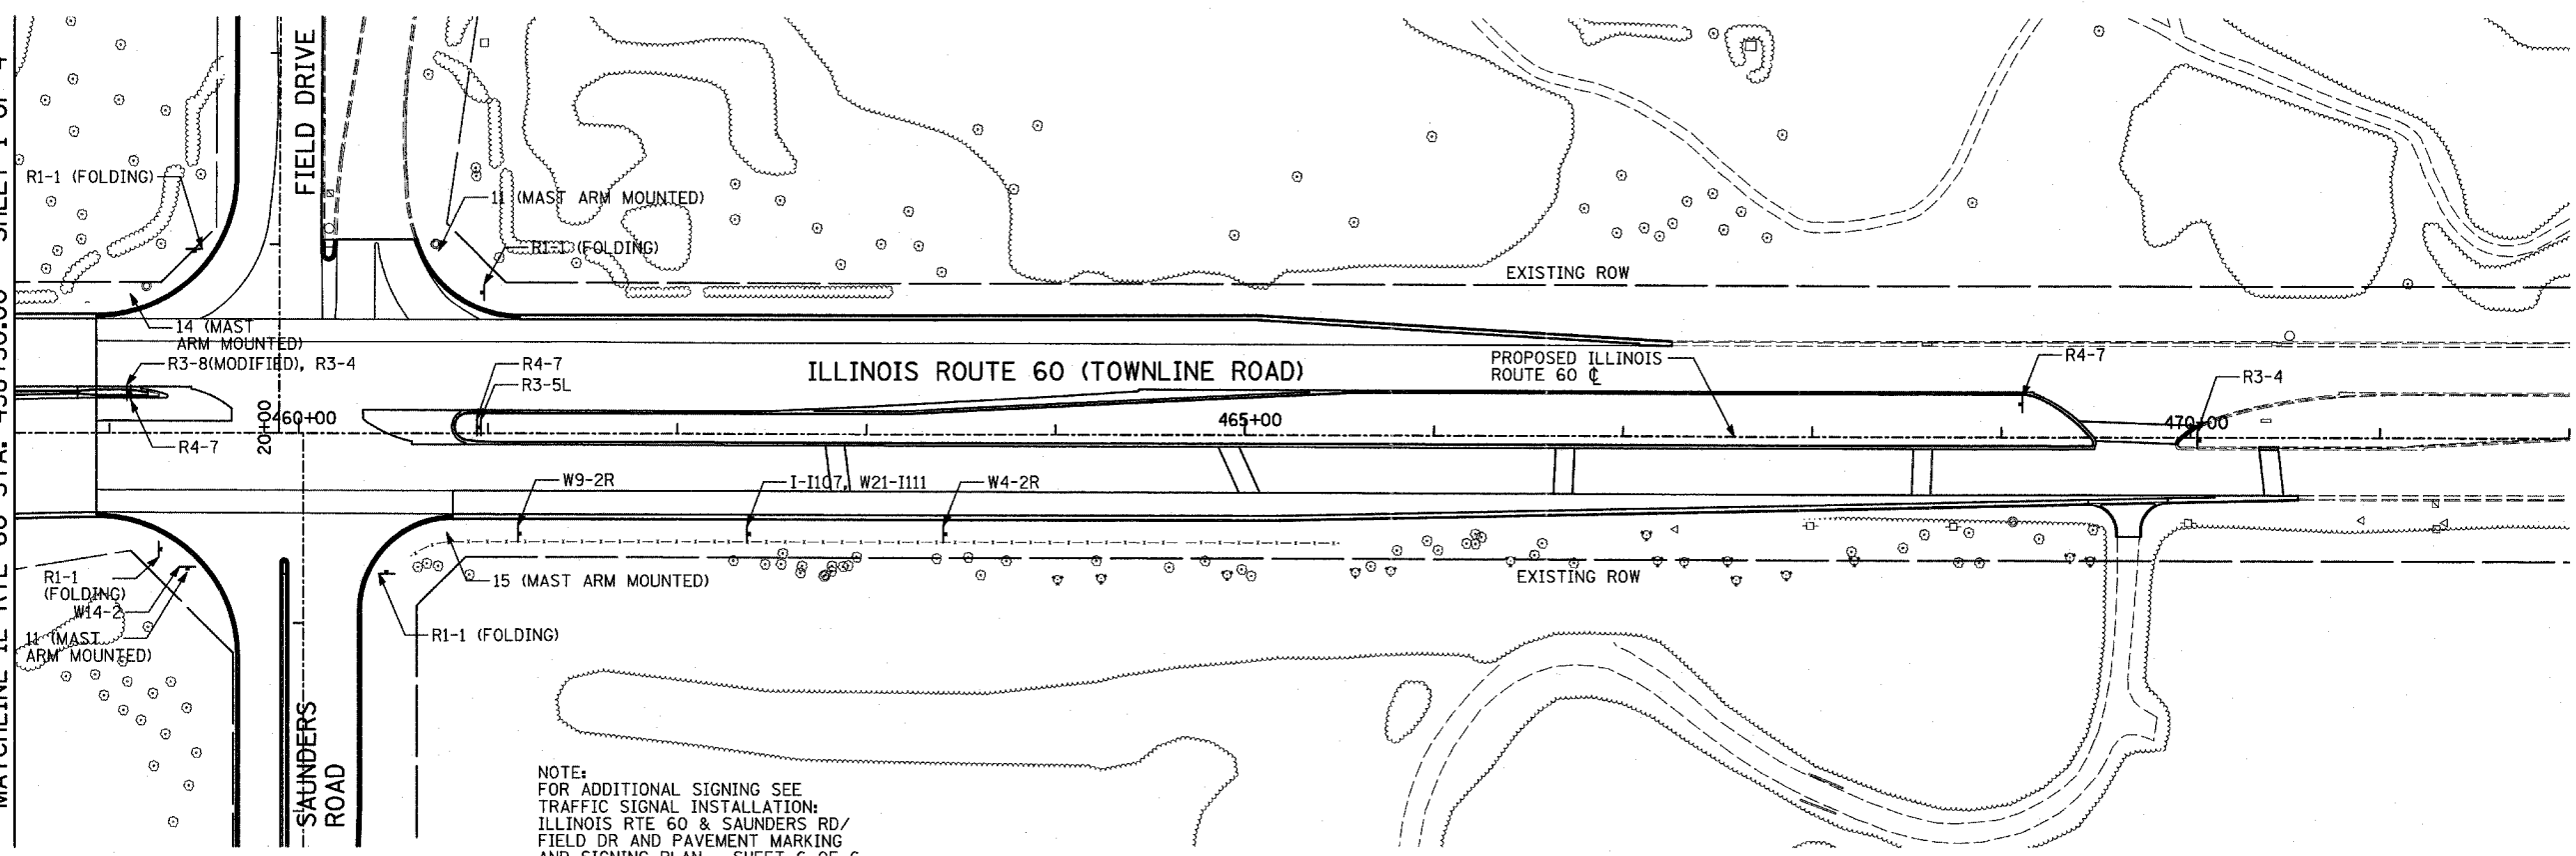 FIELD DRIVE
R1-1 (FOLDING)
11 (MAST ARM MOUNTED)
R1-1 (FOLDING)
EXISTING ROW
14 (MAST
ARM MOUNTED)
R3-8(MODIFIED), R3-4
R4-7
R4-7
R3-5L
ILLINOIS ROUTE 60 (TOWNLINE ROAD)
PROPOSED ILLINOIS
ROUTE 60 ℄
R4-7
R3-4
20+00
460+00
465+00
470+00
W9-2R
I-I107, W21-I111
W4-2R
R1-1
(FOLDING)
W14-2
11 (MAST
ARM MOUNTED)
15 (MAST ARM MOUNTED)
R1-1 (FOLDING)
EXISTING ROW
SAUNDERS
ROAD
NOTE:
FOR ADDITIONAL SIGNING SEE
TRAFFIC SIGNAL INSTALLATION:
ILLINOIS RTE 60 & SAUNDERS RD/
FIELD DR AND PAVEMENT MARKING
AND SIGNING PLAN